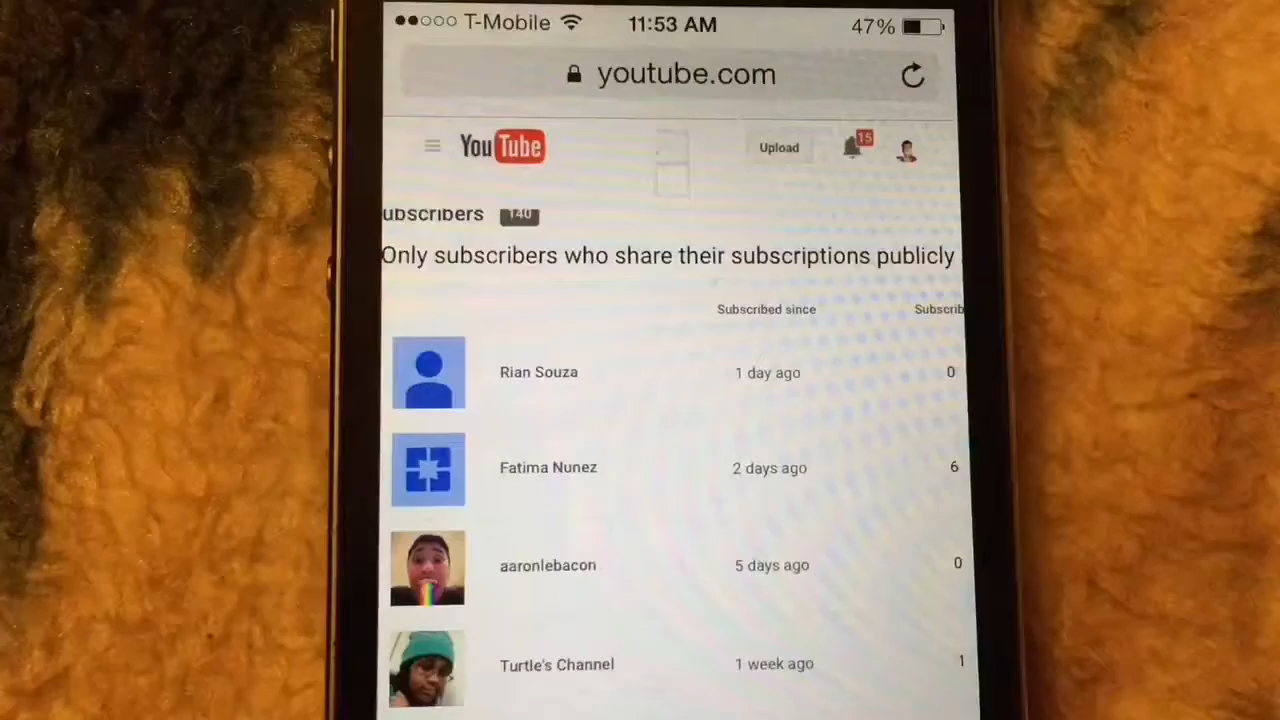 T-Mobile 11:53 AM 47%
youtube.com
YouTube Upload 15
ubscribers 140
Only subscribers who share their subscriptions publicly
Subscribed since Subscrib
Rian Souza 1 day ago 0
Fatima Nunez 2 days ago 6
aaronlebacon 5 days ago 0
Turtle's Channel 1 week ago 1